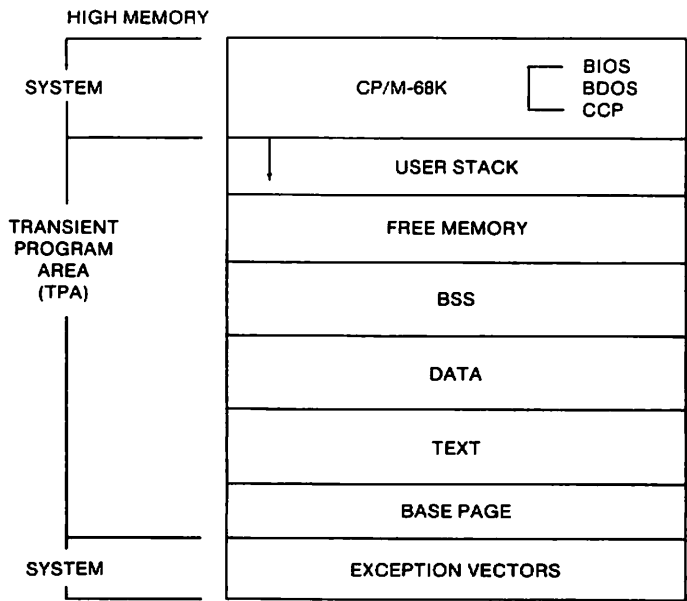 HIGH MEMORY
SYSTEM
CP/M-68K
BIOS
BDOS
CCP
USER STACK
TRANSIENT
PROGRAM
AREA
(TPA)
FREE MEMORY
BSS
DATA
TEXT
BASE PAGE
SYSTEM
EXCEPTION VECTORS